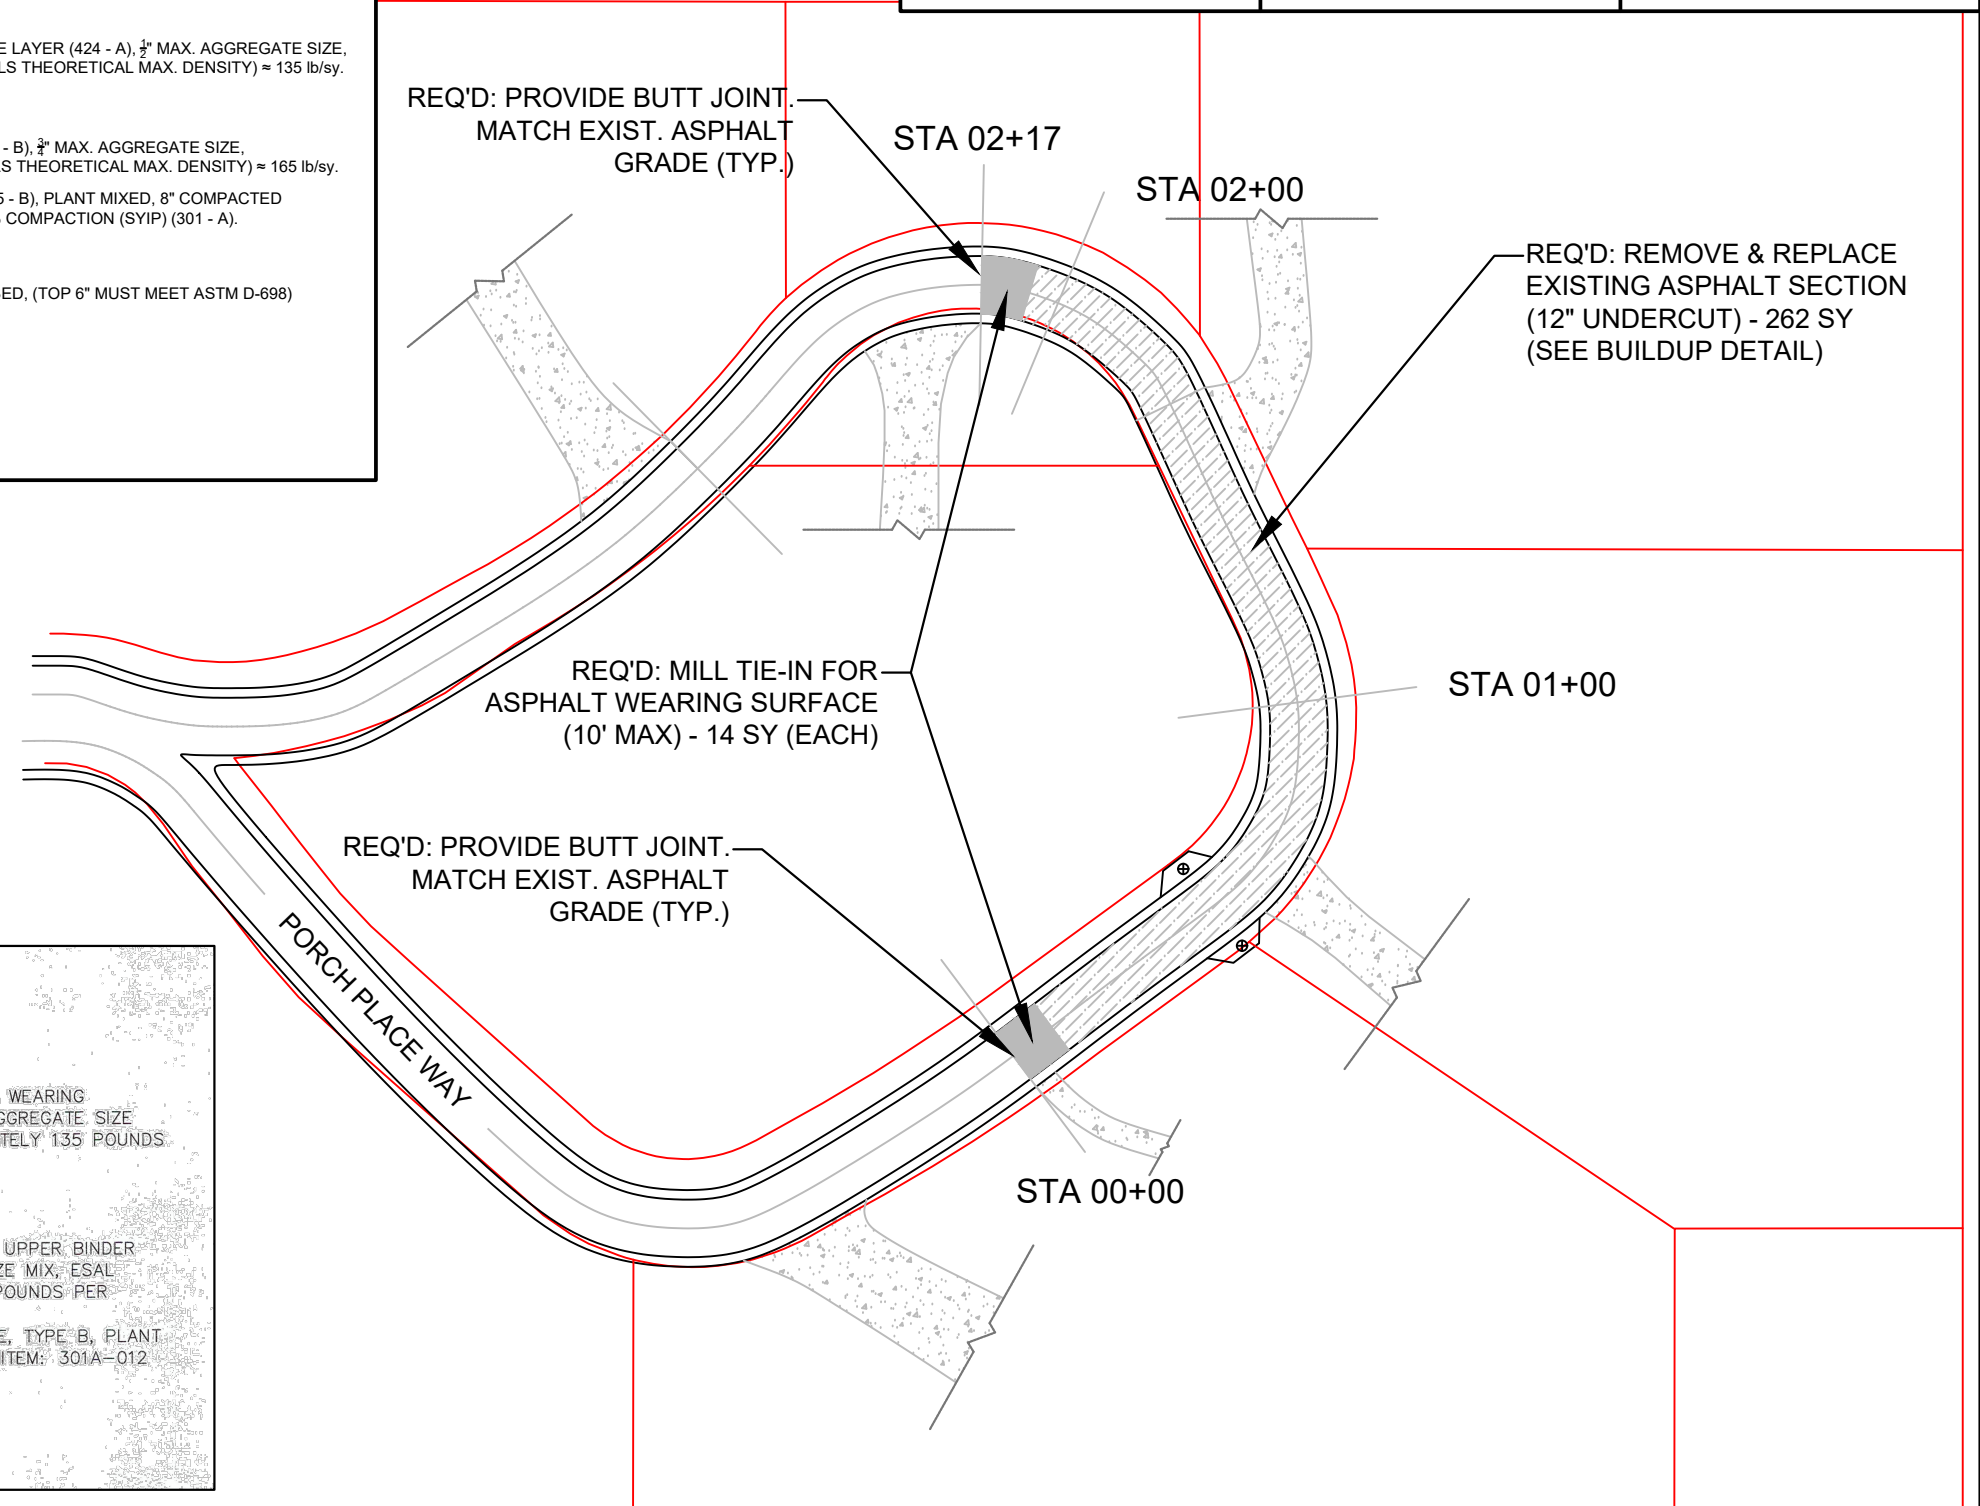 E LAYER (424 - A), ½" MAX. AGGREGATE SIZE,
LS THEORETICAL MAX. DENSITY) ≈ 135 lb/sy.
- B), ¾" MAX. AGGREGATE SIZE,
LS THEORETICAL MAX. DENSITY) ≈ 165 lb/sy.
5 - B), PLANT MIXED, 8" COMPACTED
COMPACTION (SYIP) (301 - A).
ED, (TOP 6" MUST MEET ASTM D-698)
REQ'D: PROVIDE BUTT JOINT.
MATCH EXIST. ASPHALT
GRADE (TYP.)
STA 02+17
STA 02+00
REQ'D: REMOVE & REPLACE
EXISTING ASPHALT SECTION
(12" UNDERCUT) - 262 SY
(SEE BUILDUP DETAIL)
REQ'D: MILL TIE-IN FOR
ASPHALT WEARING SURFACE
(10' MAX) - 14 SY (EACH)
STA 01+00
REQ'D: PROVIDE BUTT JOINT.
MATCH EXIST. ASPHALT
GRADE (TYP.)
PORCH PLACE WAY
STA 00+00
WEARING
GGREGATE SIZE
TELY 135 POUNDS
UPPER BINDER
ZE MIX, ESAL
POUNDS PER
E, TYPE B, PLANT
ITEM: 301A-012